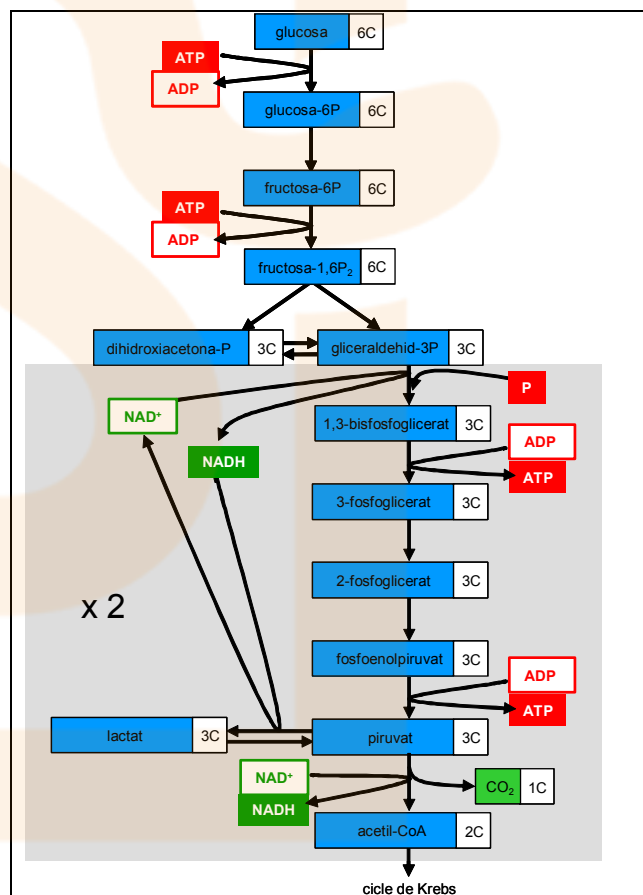 glucosa 6C
ATP
ADP
glucosa-6P 6C
fructosa-6P 6C
ATP
ADP
fructosa-1,6P₂ 6C
dihidroxiacetona-P 3C gliceraldehid-3P 3C
P
NAD⁺
1,3-bisfosfoglicerat 3C
ADP
NADH
ATP
3-fosfoglicerat 3C
2-fosfoglicerat 3C
x 2
fosfoenolpiruvat 3C
ADP
ATP
lactat 3C piruvat 3C
NAD⁺
CO₂ 1C
NADH
acetil-CoA 2C
cicle de Krebs